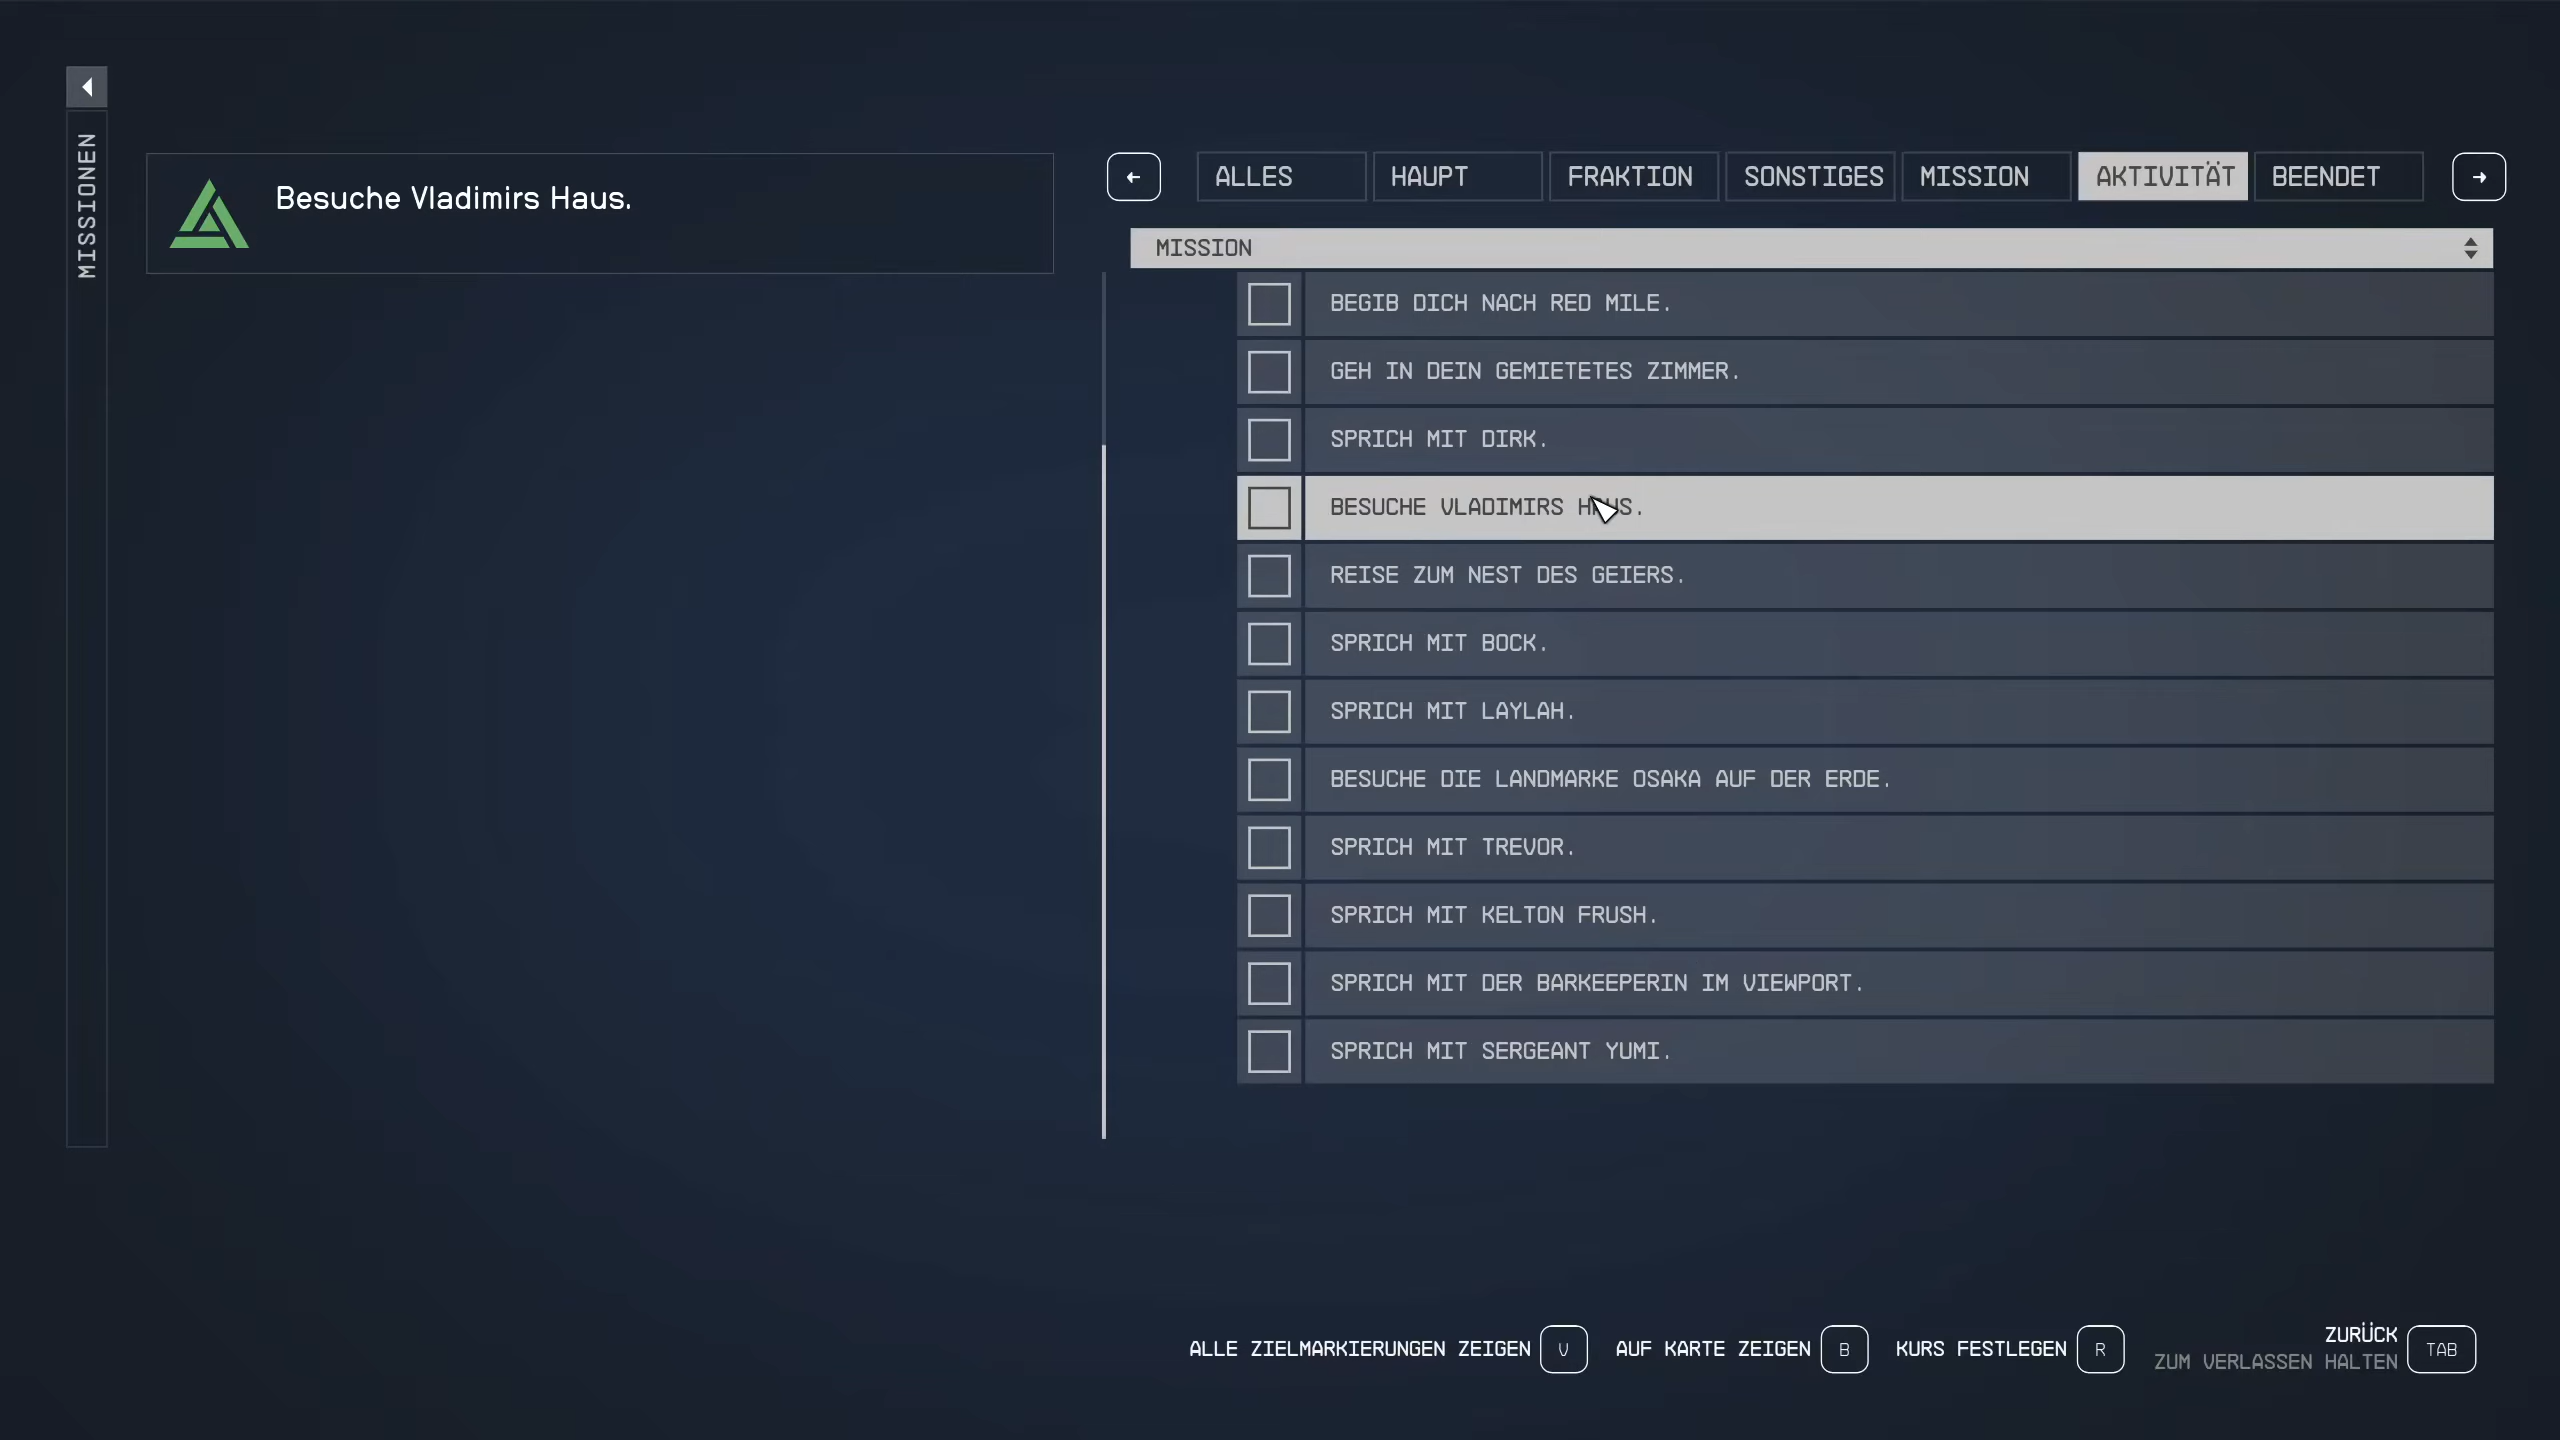 MISSIONEN
Besuche Vladimirs Haus.
ALLES
HAUPT
FRAKTION
SONSTIGES
MISSION
AKTIVITÄT
BEENDET
MISSION
BEGIB DICH NACH RED MILE.
GEH IN DEIN GEMIETETES ZIMMER.
SPRICH MIT DIRK.
BESUCHE VLADIMIRS HAUS.
REISE ZUM NEST DES GEIERS.
SPRICH MIT BOCK.
SPRICH MIT LAYLAH.
BESUCHE DIE LANDMARKE OSAKA AUF DER ERDE.
SPRICH MIT TREVOR.
SPRICH MIT KELTON FRUSH.
SPRICH MIT DER BARKEEPERIN IM VIEWPORT.
SPRICH MIT SERGEANT YUMI.
ALLE ZIELMARKIERUNGEN ZEIGEN V
AUF KARTE ZEIGEN B
KURS FESTLEGEN R
ZURÜCK
ZUM VERLASSEN HALTEN
TAB